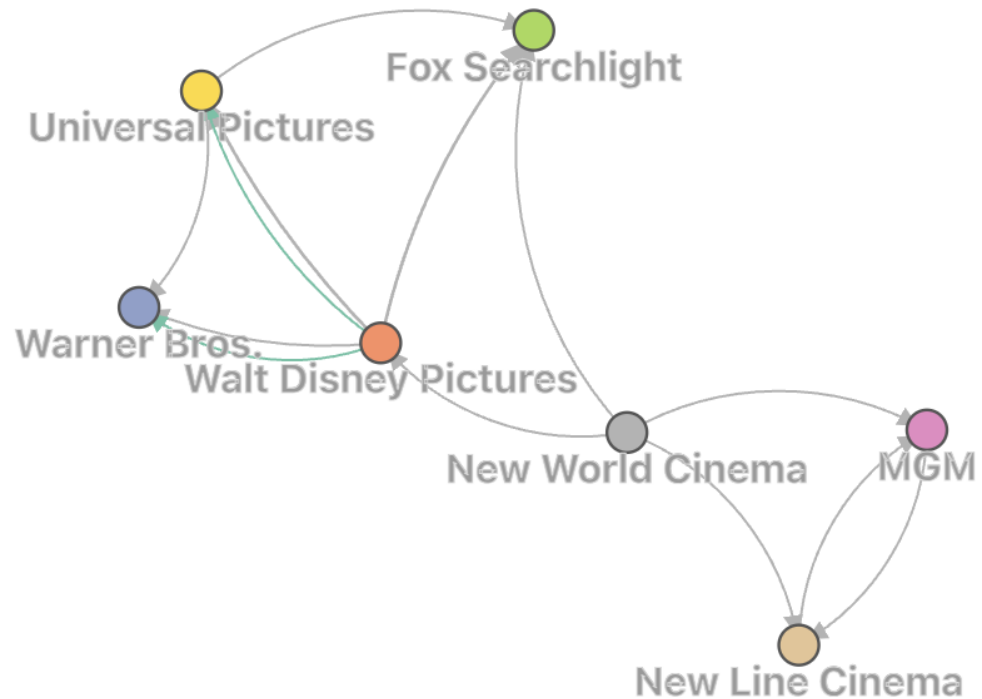 Fox Searchlight
Universal Pictures
Warner Bros.
Walt Disney Pictures
New World Cinema
MGM
New Line Cinema